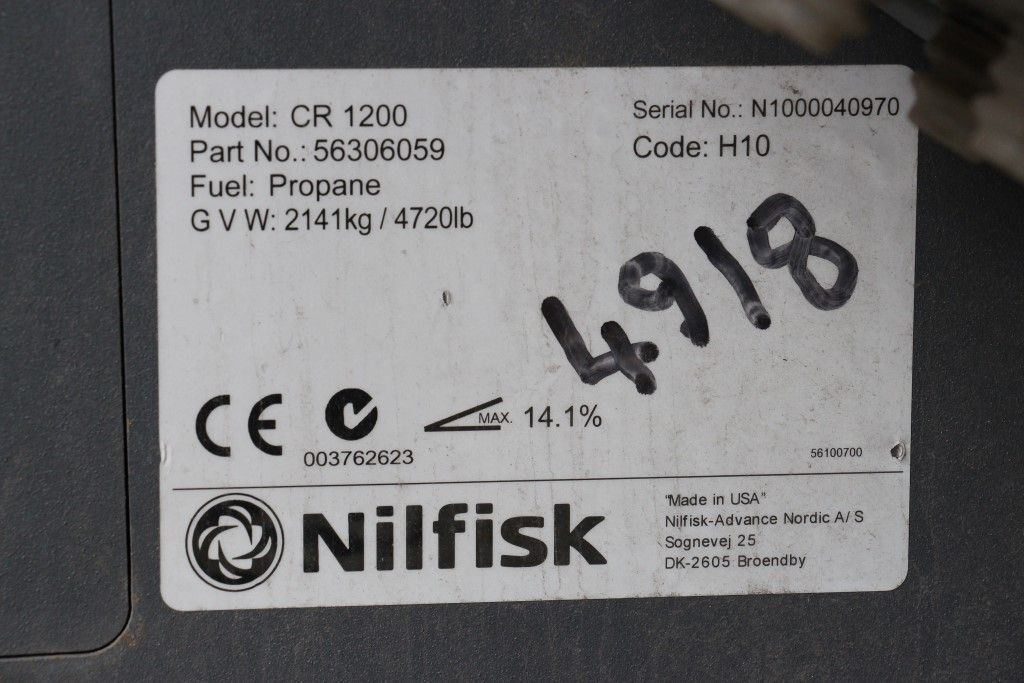 Model: CR 1200
Serial No.: N1000040970
Part No.: 56306059
Code: H10
Fuel: Propane
G V W: 2141kg / 4720lb
4918
CE
MAX. 14.1%
003762623
56100700
Nilfisk
"Made in USA"
Nilfisk-Advance Nordic A/S
Sognevej 25
DK-2605 Broendby